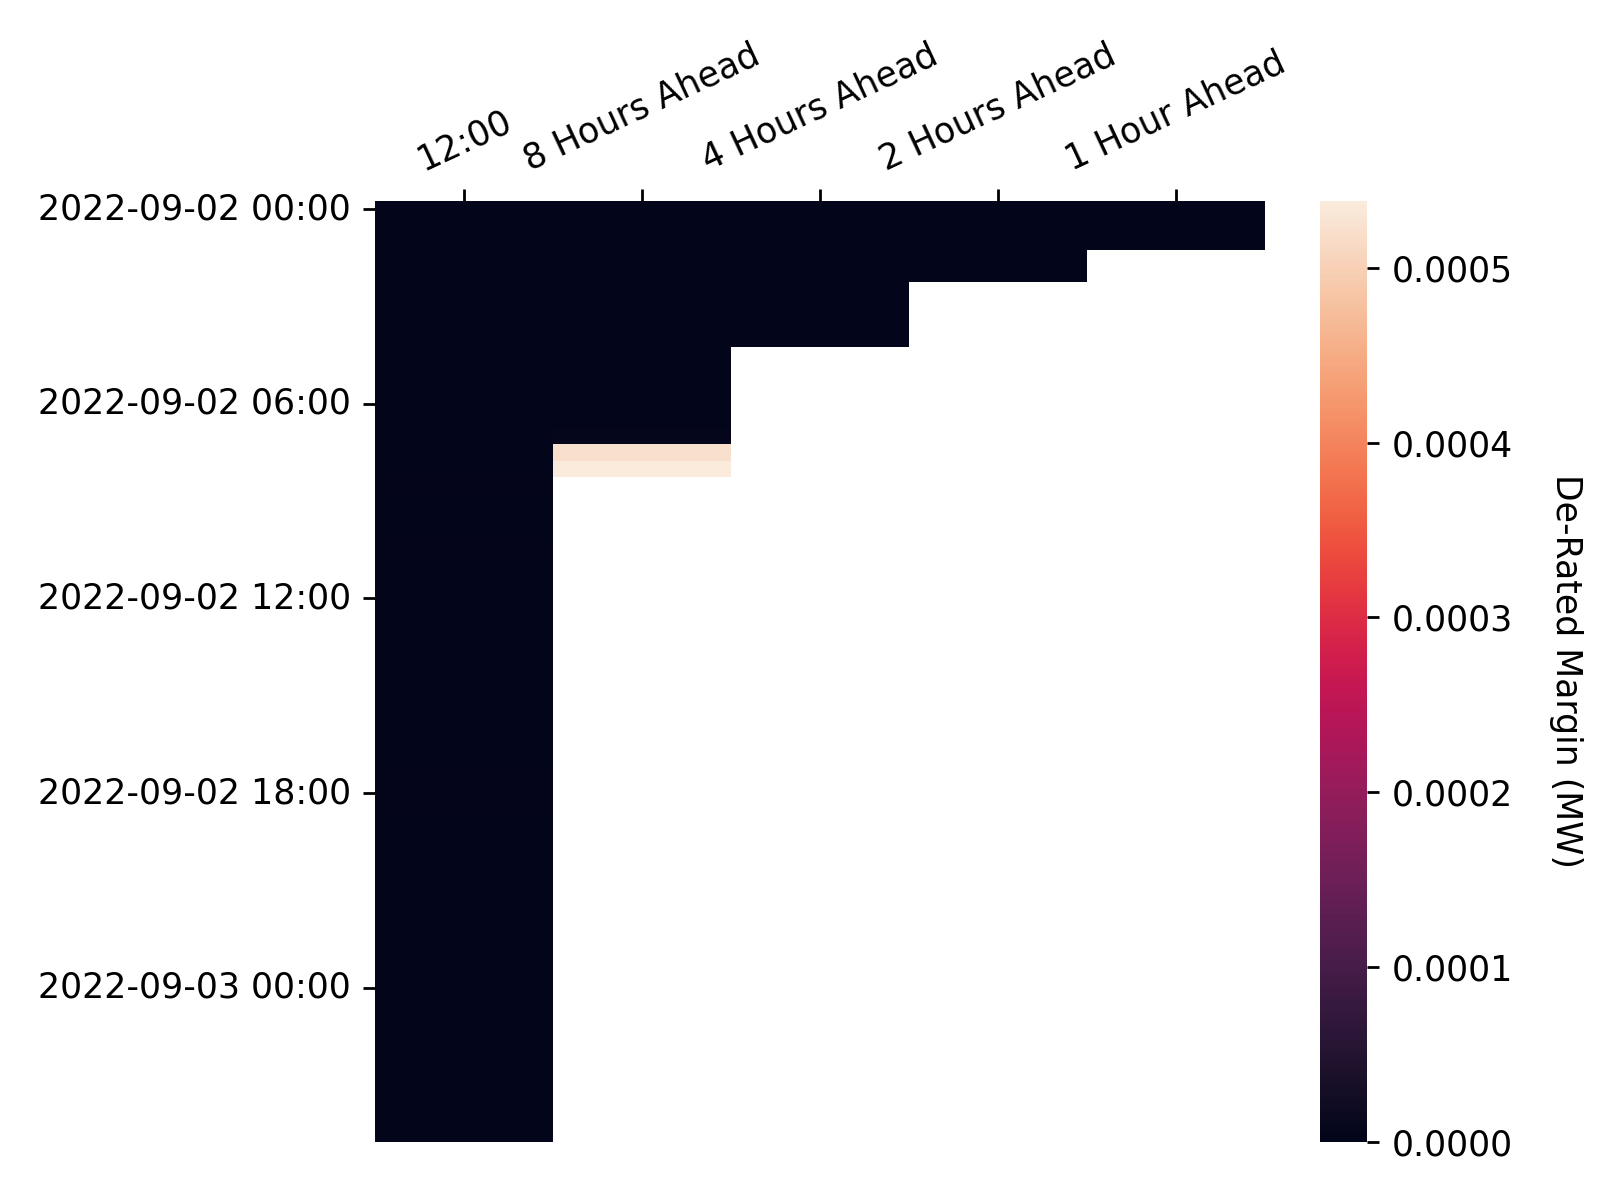 12:00
8 Hours Ahead
4 Hours Ahead
2 Hours Ahead
1 Hour Ahead
2022-09-02 00:00
2022-09-02 06:00
2022-09-02 12:00
2022-09-02 18:00
2022-09-03 00:00
0.0005
0.0004
0.0003
0.0002
0.0001
0.0000
De-Rated Margin (MW)